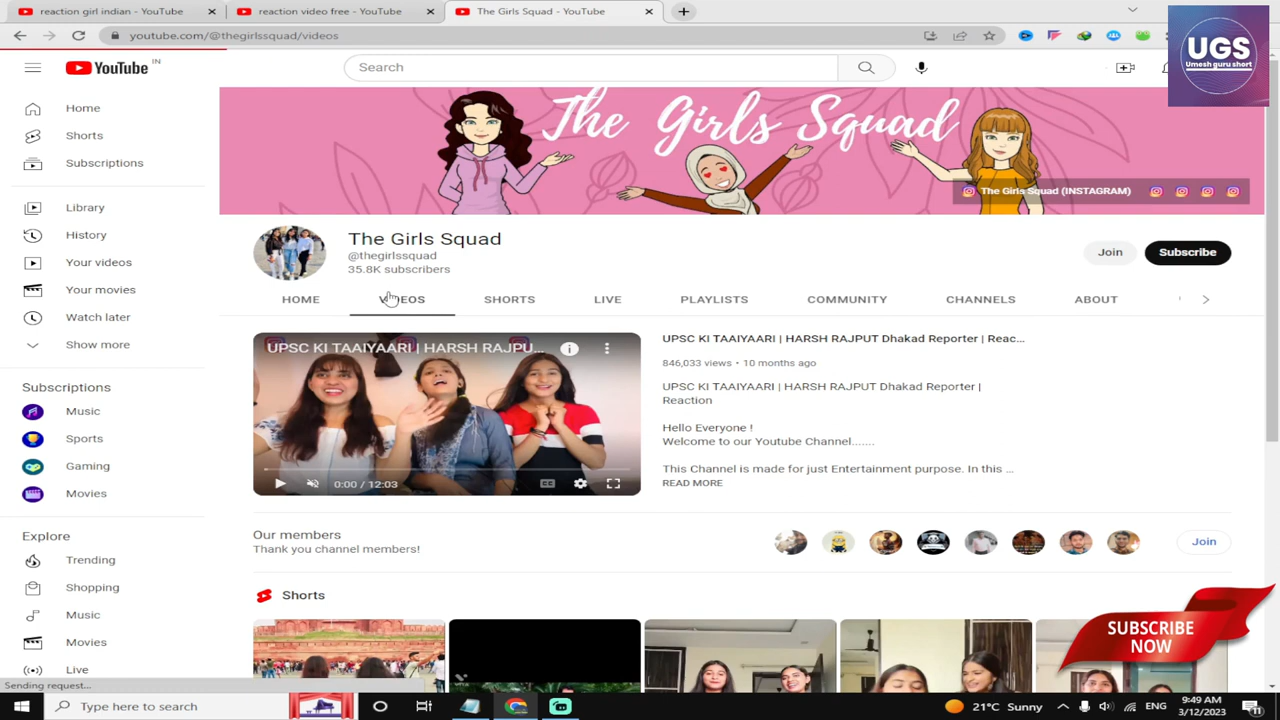 reaction girl indian - YouTube
reaction video free - YouTube
The Girls Squad - YouTube
youtube.com/@thegirlssquad/videos
UGS
Umesh guru short
YouTube IN
Search
Home
Shorts
Subscriptions
Library
History
Your videos
Your movies
Watch later
Show more
Subscriptions
Music
Sports
Gaming
Movies
Explore
Trending
Shopping
Music
Movies
Live
Sending request...
The Girls Squad
The Girls Squad (INSTAGRAM)
The Girls Squad
@thegirlssquad
35.8K subscribers
Join
Subscribe
HOME
VIDEOS
SHORTS
LIVE
PLAYLISTS
COMMUNITY
CHANNELS
ABOUT
UPSC KI TAAIYAARI | HARSH RAJPU...
0:00 / 12:03
UPSC KI TAAIYAARI | HARSH RAJPUT Dhakad Reporter | Reac...
846,033 views • 10 months ago
UPSC KI TAAIYAARI | HARSH RAJPUT Dhakad Reporter |
Reaction
Hello Everyone !
Welcome to our Youtube Channel.......
This Channel is made for just Entertainment purpose. In this ...
READ MORE
Our members
Thank you channel members!
Join
Shorts
SUBSCRIBE
NOW
Type here to search
21°C Sunny
ENG
9:49 AM
3/12/2023
11